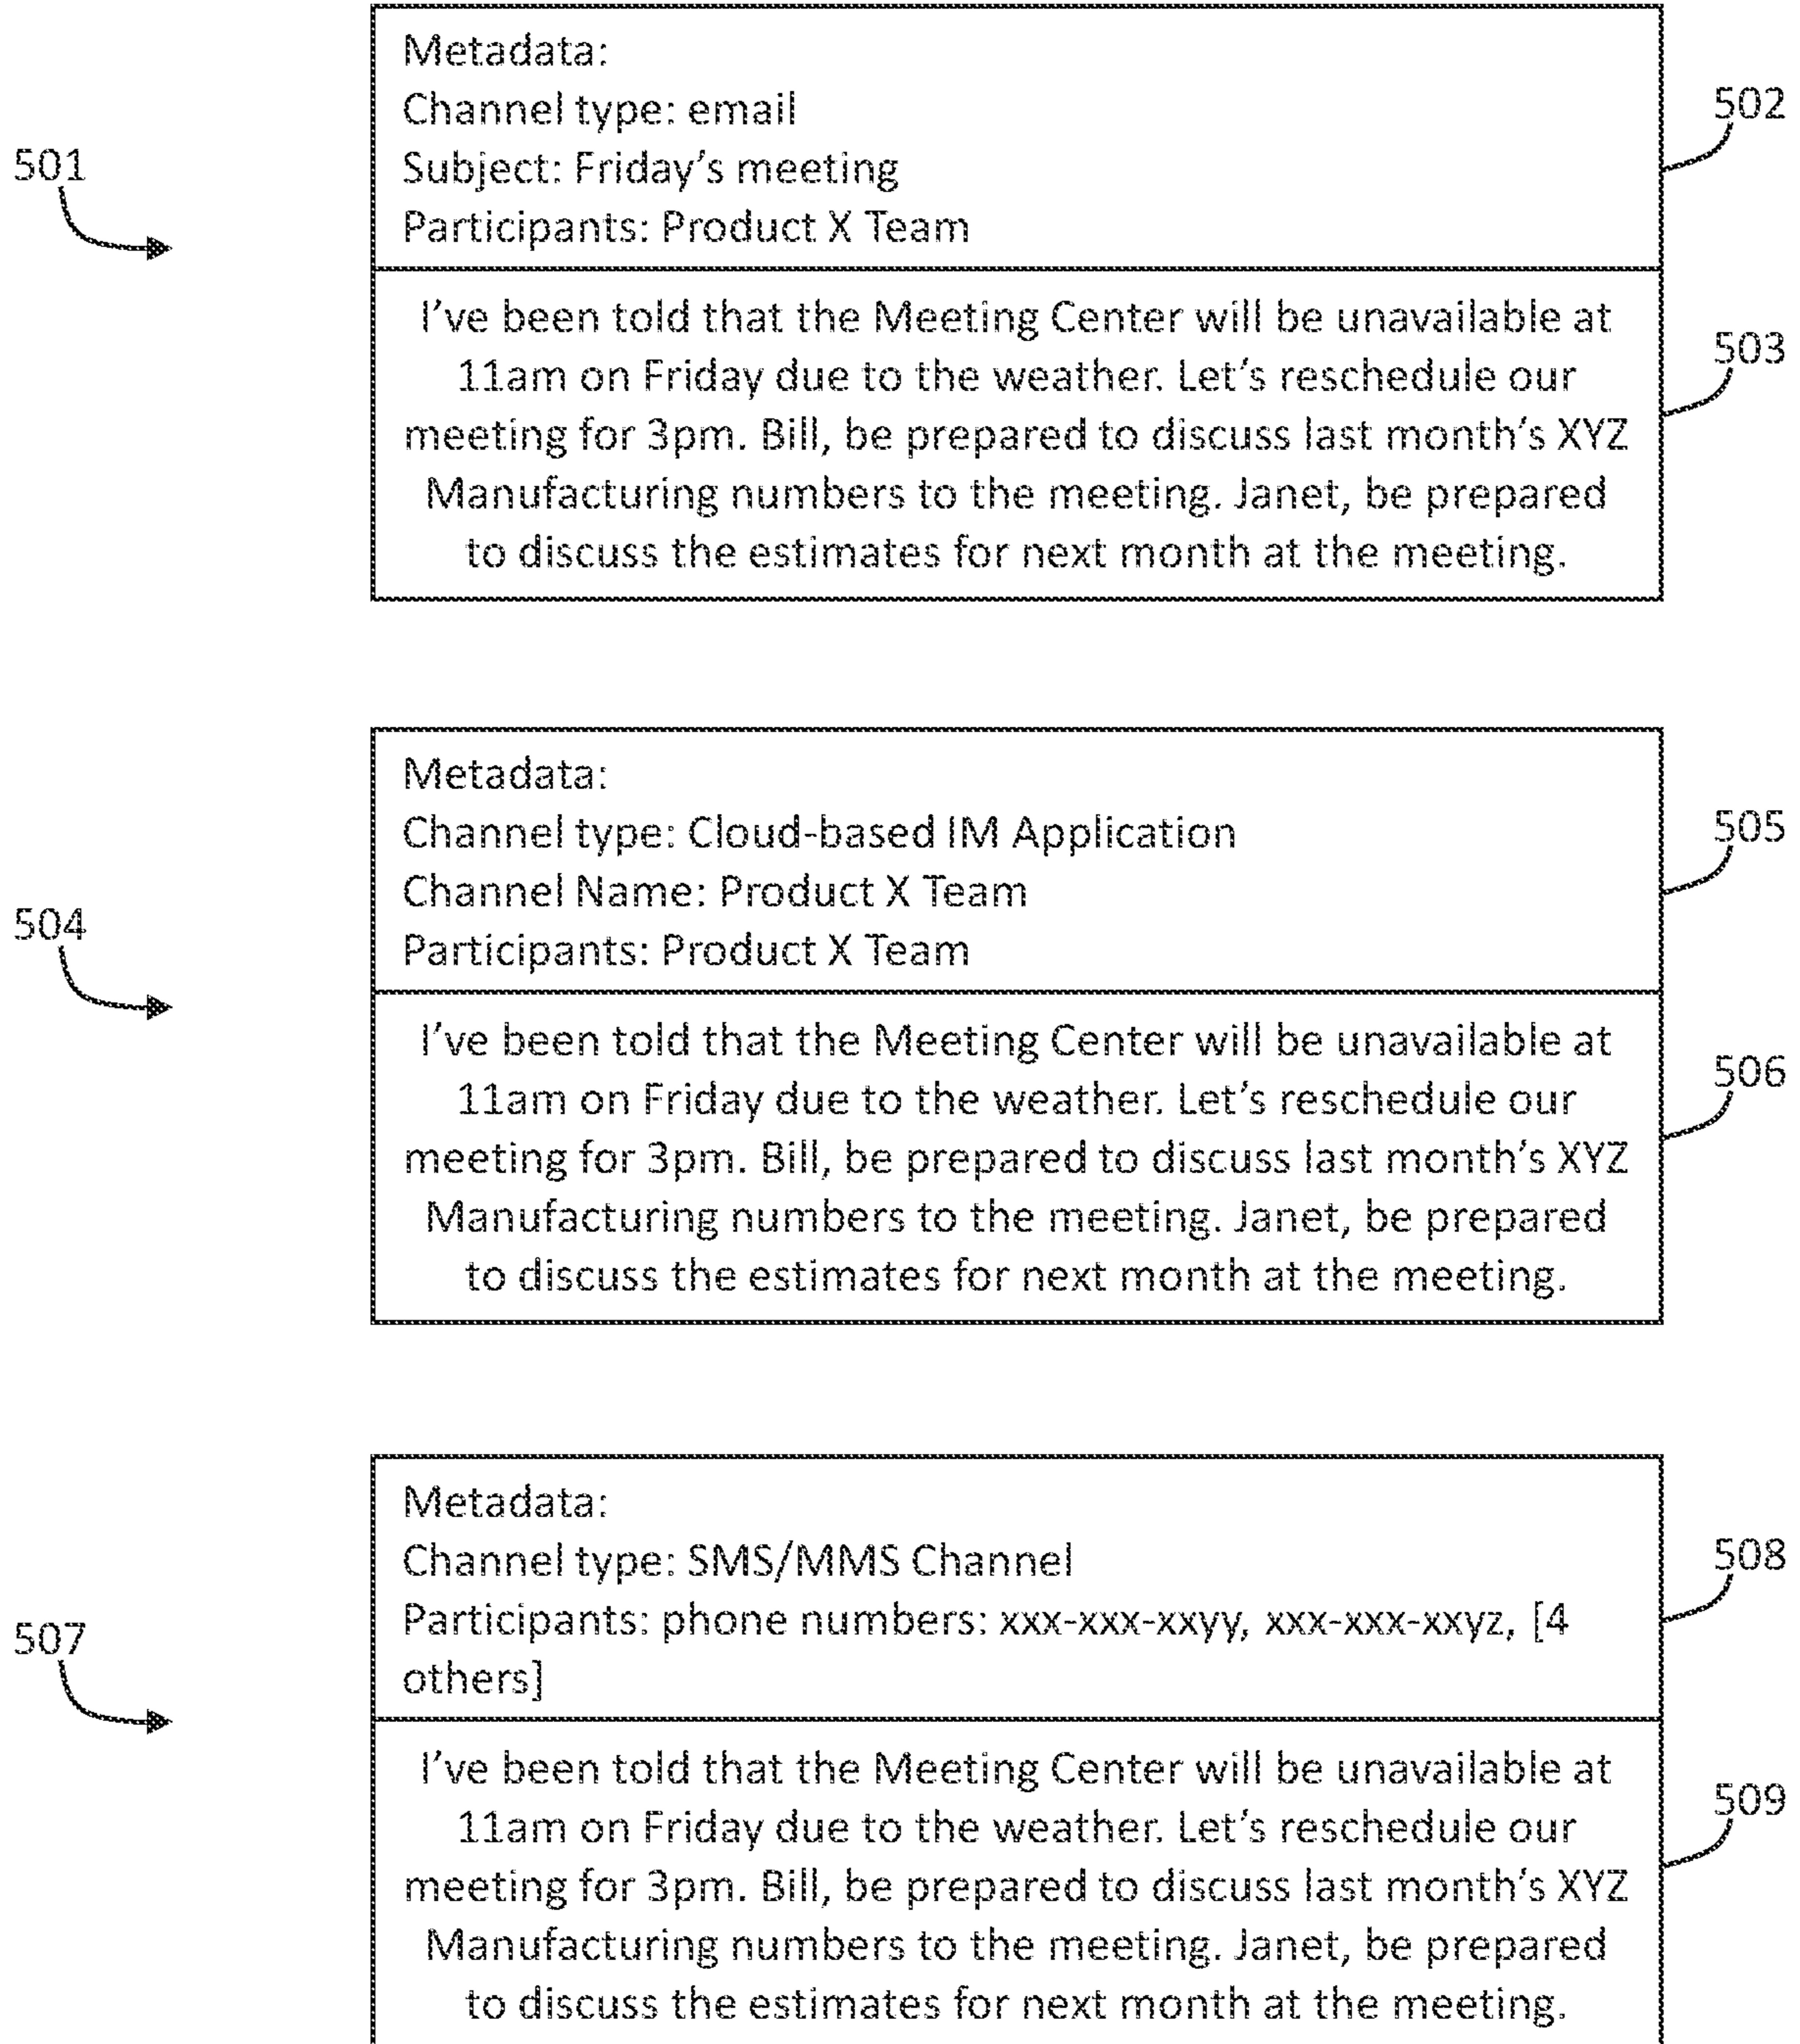 Metadata:
Channel type: email
502
Subject: Friday's meeting
501
Participants: Product X Team
I've been told that the Meeting Center will be unavailable at
503
11am on Friday due to the weather. Let's reschedule our
meeting for 3pm. Bill, be prepared to discuss last month's XYZ
Manufacturing numbers to the meeting. Janet, be prepared
to discuss the estimates for next month at the meeting.
Metadata:
Channel type: Cloud-based IM Application
505
Channel Name: Product X Team
504
Participants: Product X Team
I've been told that the Meeting Center will be unavailable at
506
11am on Friday due to the weather. Let's reschedule our
meeting for 3pm. Bill, be prepared to discuss last month's XYZ
Manufacturing numbers to the meeting. Janet, be prepared
to discuss the estimates for next month at the meeting.
Metadata:
Channel type: SMS/MMS Channel
508
Participants: phone numbers: xxx-xxx-xxyy, xxx-xxx-xxyz, [4
507
others]
I've been told that the Meeting Center will be unavailable at
509
11am on Friday due to the weather. Let's reschedule our
meeting for 3pm. Bill, be prepared to discuss last month's XYZ
Manufacturing numbers to the meeting. Janet, be prepared
to discuss the estimates for next month at the meeting.